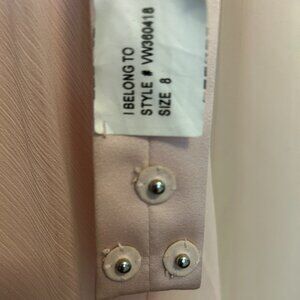 I BELONG TO
STYLE # VW360418
SIZE 8